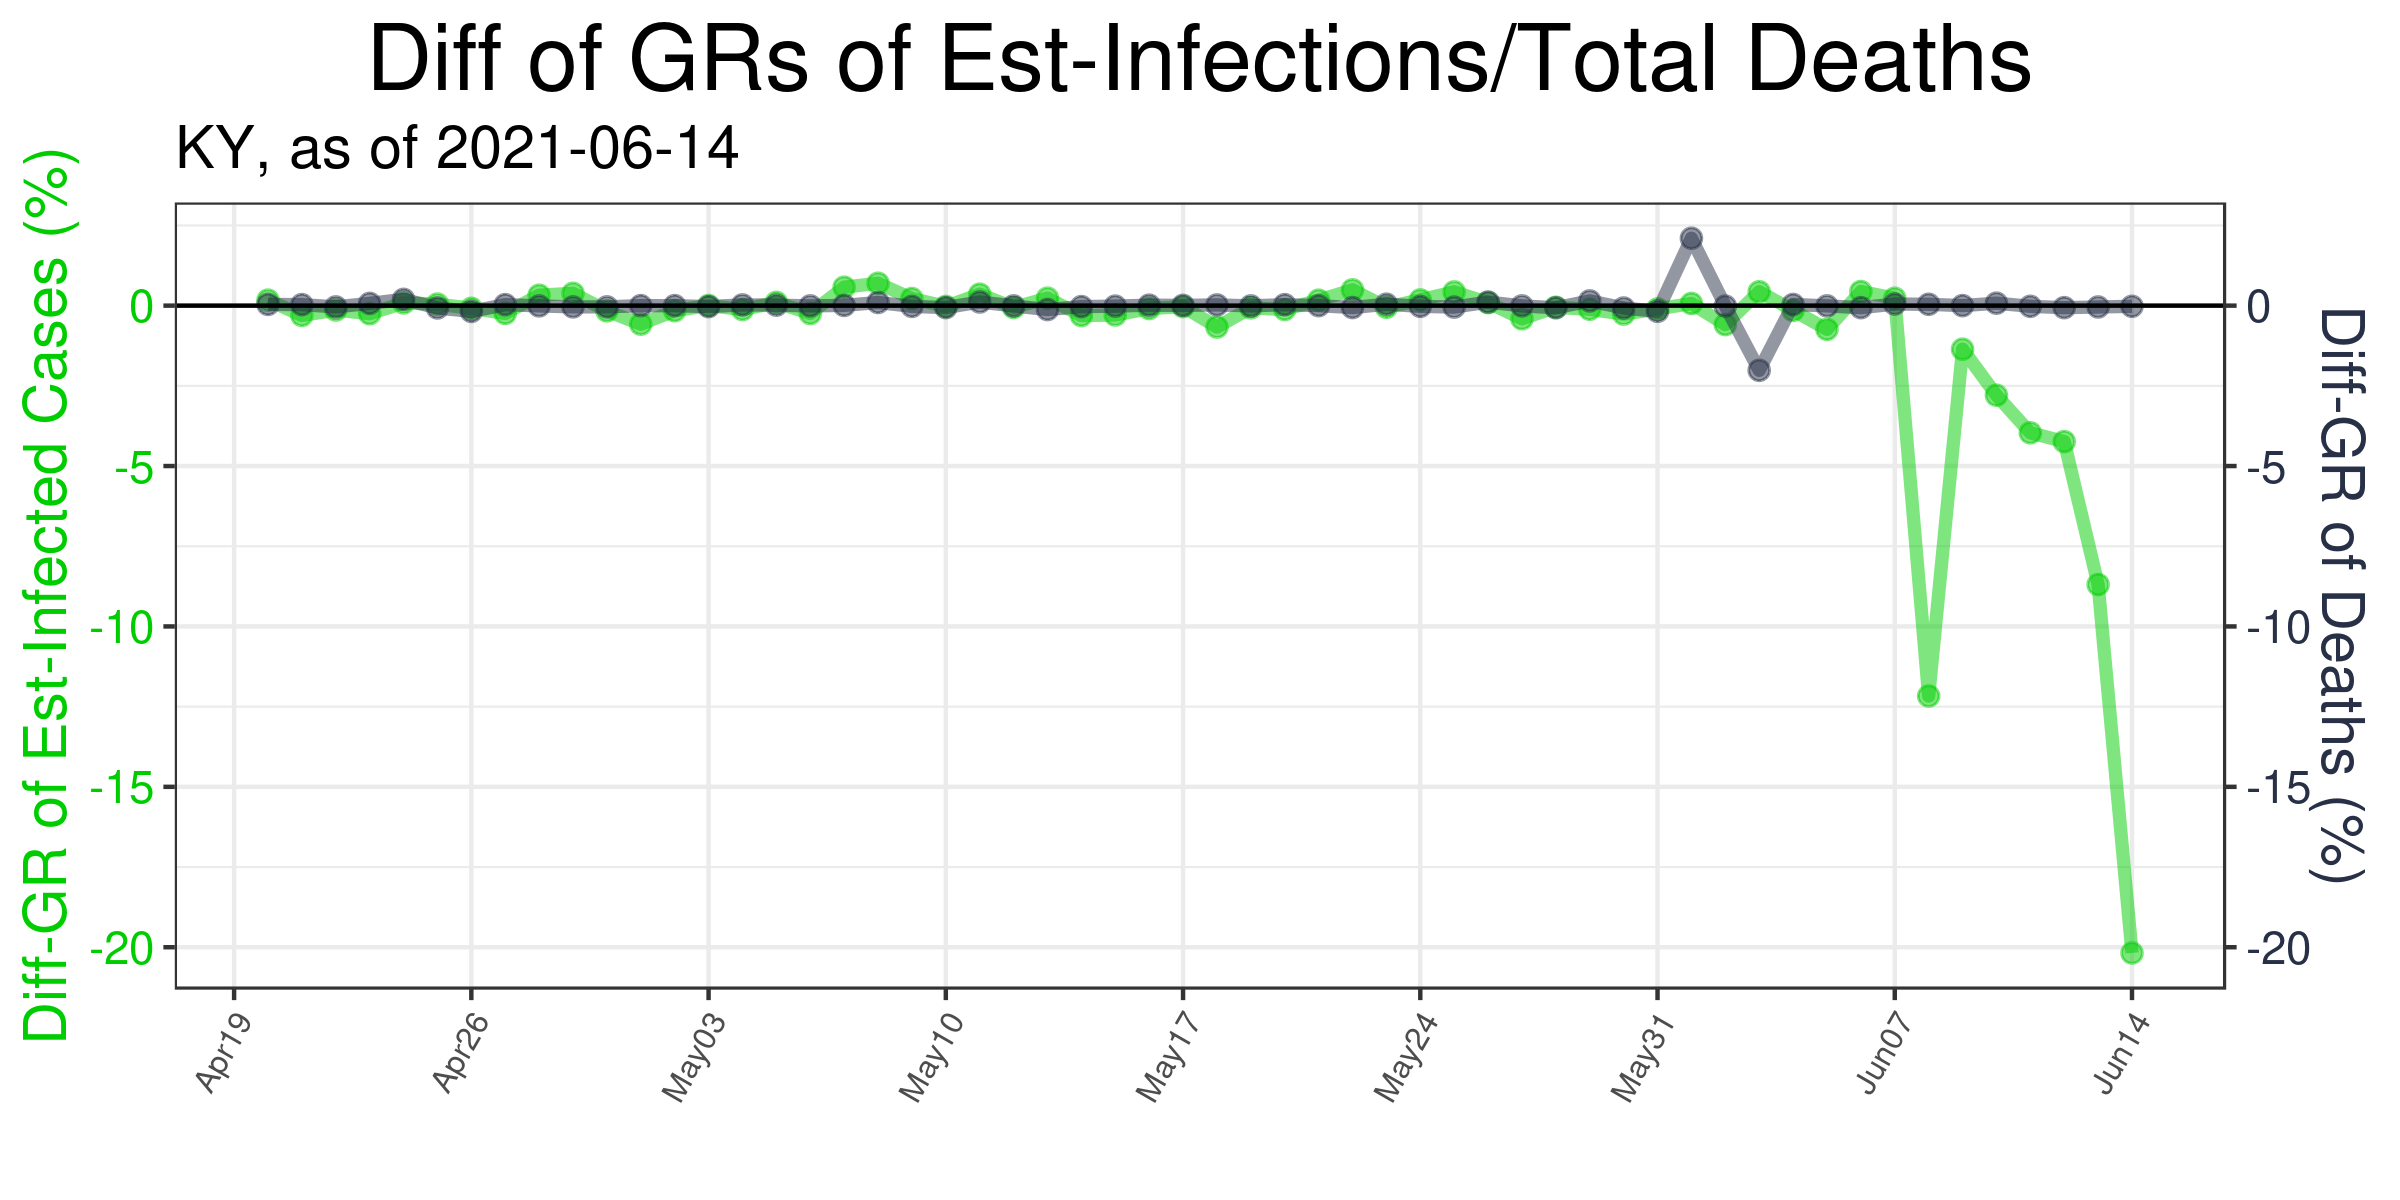 Diff of GRs of Est-Infections/Total Deaths
KY, as of 2021-06-14
Diff-GR of Est-Infected Cases (%)
0
-5
-10
-15
-20
0
-5
-10
-15
-20
Diff-GR of Deaths (%)
Apr19
Apr26
May03
May10
May17
May24
May31
Jun07
Jun14